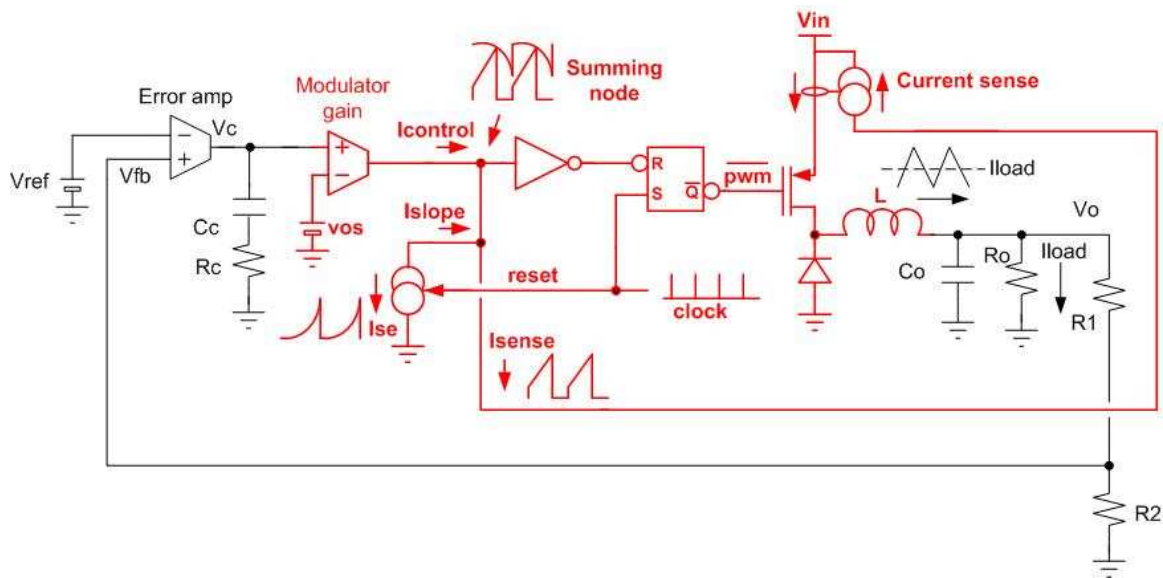 Vin
Summing
node
Current sense
Error amp
Modulator
gain
Vc
Icontrol
−
+
+
−
R
S
Q
pwm
Iload
L
Vref
Vfb
vos
Islope
Vo
Cc
Rc
Co
Ro
Iload
reset
clock
Ise
R1
Isense
R2